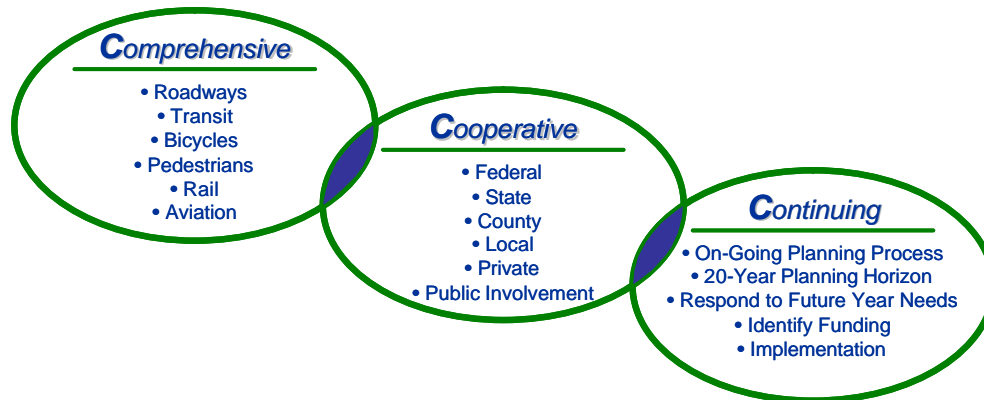 Comprehensive
• Roadways
• Transit
• Bicycles
• Pedestrians
• Rail
• Aviation
Cooperative
• Federal
• State
• County
• Local
• Private
• Public Involvement
Continuing
• On-Going Planning Process
• 20-Year Planning Horizon
• Respond to Future Year Needs
• Identify Funding
• Implementation